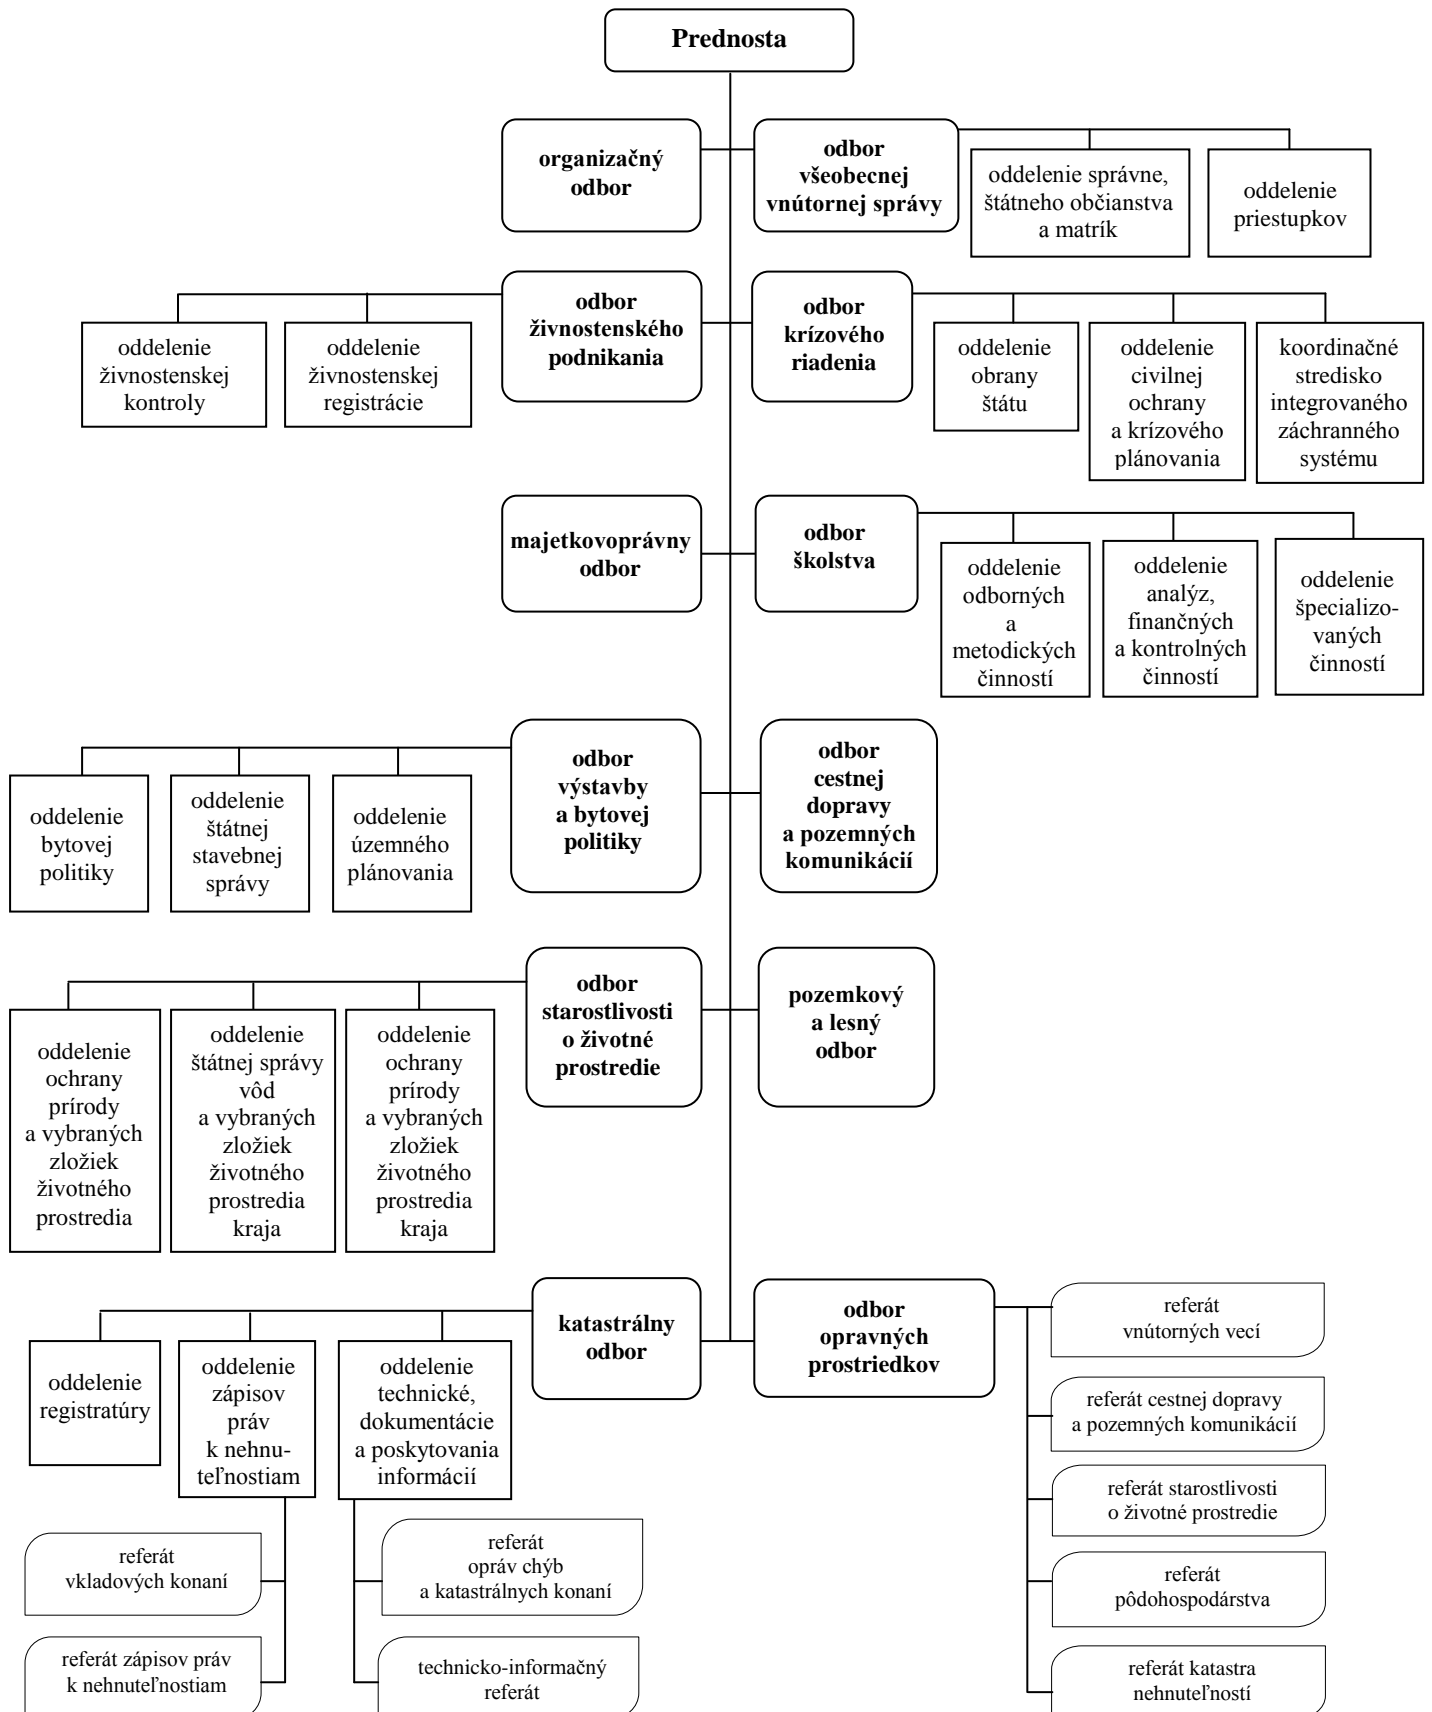 Prednosta
organizačný
odbor
odbor
všeobecnej
vnútornej správy
oddelenie správne,
štátneho občianstva
a matrík
oddelenie
priestupkov
oddelenie
živnostenskej
kontroly
oddelenie
živnostenskej
registrácie
odbor
živnostenského
podnikania
odbor
krízového
riadenia
oddelenie
obrany
štátu
oddelenie
civilnej
ochrany
a krízového
plánovania
koordinačné
stredisko
integrovaného
záchranného
systému
majetkovoprávny
odbor
odbor
školstva
oddelenie
odborných
a
metodických
činností
oddelenie
analýz,
finančných
a kontrolných
činností
oddelenie
špecializo-
vaných
činností
oddelenie
bytovej
politiky
oddelenie
štátnej
stavebnej
správy
oddelenie
územného
plánovania
odbor
výstavby
a bytovej
politiky
odbor
cestnej
dopravy
a pozemných
komunikácií
oddelenie
ochrany
prírody
a vybraných
zložiek
životného
prostredia
oddelenie
štátnej správy
vôd
a vybraných
zložiek
životného
prostredia
kraja
oddelenie
ochrany
prírody
a vybraných
zložiek
životného
prostredia
kraja
odbor
starostlivosti
o životné
prostredie
pozemkový
a lesný
odbor
oddelenie
registratúry
oddelenie
zápisov
práv
k nehnu-
teľnostiam
oddelenie
technické,
dokumentácie
a poskytovania
informácií
katastrálny
odbor
odbor
opravných
prostriedkov
referát
vnútorných vecí
referát cestnej dopravy
a pozemných komunikácií
referát starostlivosti
o životné prostredie
referát
pôdohospodárstva
referát katastra
nehnuteľností
referát
vkladových konaní
referát zápisov práv
k nehnuteľnostiam
referát
opráv chýb
a katastrálnych konaní
technicko-informačný
referát